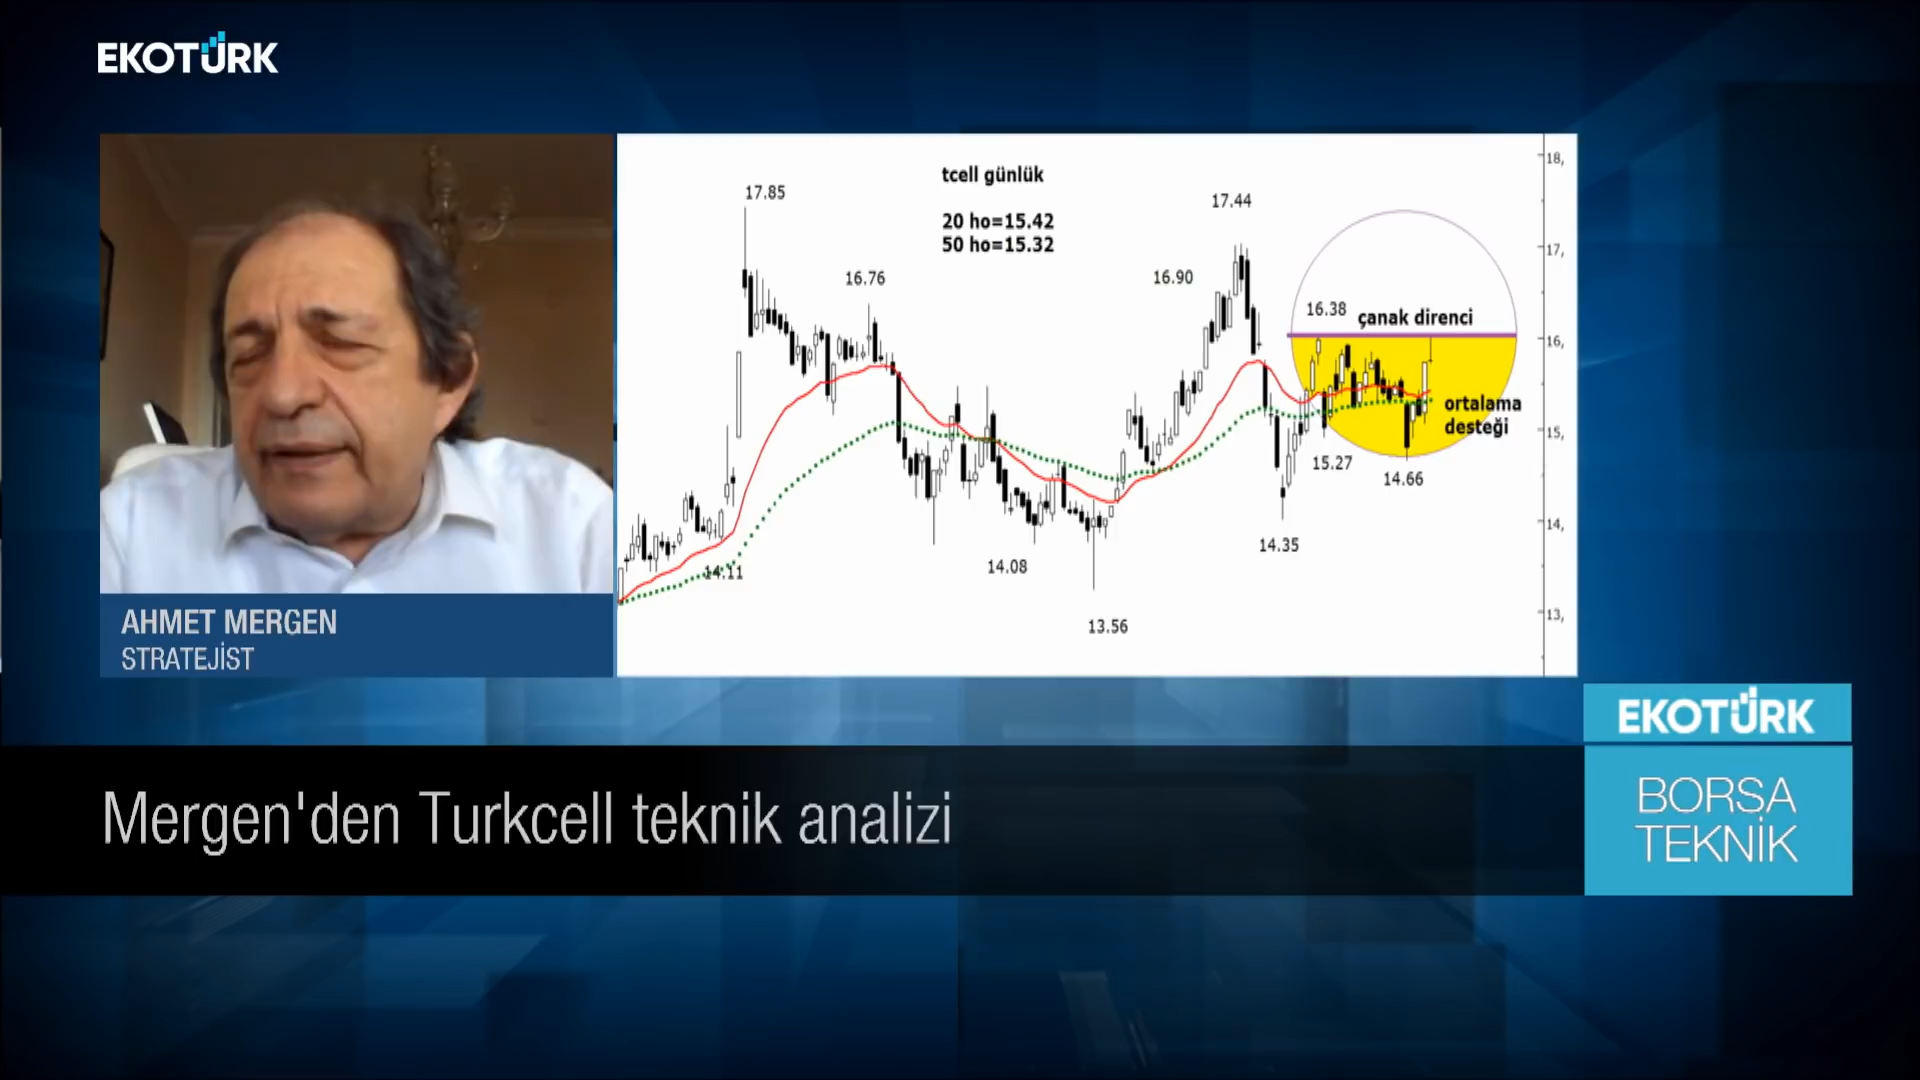 EKOTÜRK
AHMET MERGEN
STRATEJİST
tcell günlük
20 ho=15.42
50 ho=15.32
17.85
16.76
14.11
14.08
13.56
16.90
17.44
14.35
16.38
çanak direnci
ortalama
desteği
15.27
14.66
18,
17,
16,
15,
14,
13,
EKOTÜRK
BORSA
TEKNİK
Mergen'den Turkcell teknik analizi